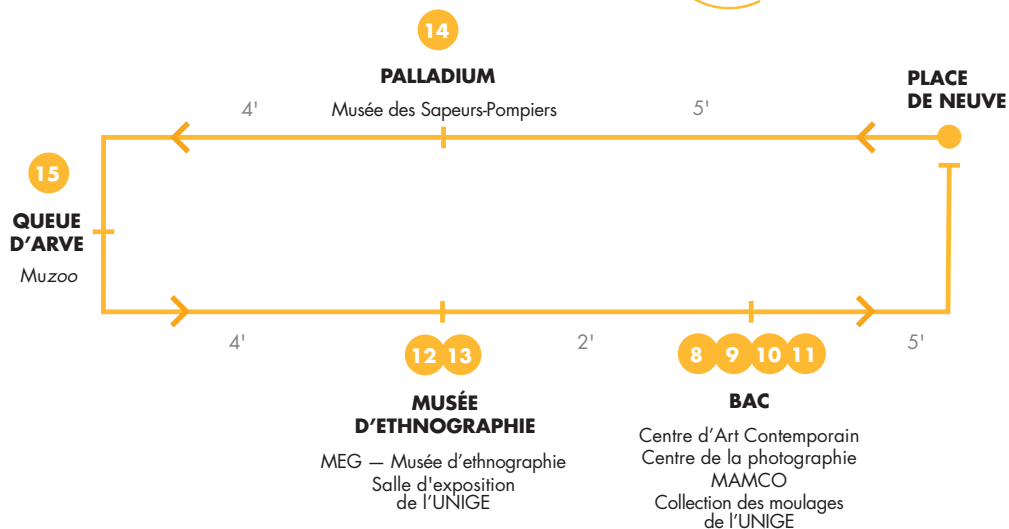 14
PALLADIUM
Musée des Sapeurs-Pompiers
4'
5'
PLACE
DE NEUVE
15
QUEUE
D'ARVE
Muzoo
4'
2'
5'
12 13
MUSÉE
D'ETHNOGRAPHIE
MEG — Musée d'ethnographie
Salle d'exposition
de l'UNIGE
8 9 10 11
BAC
Centre d'Art Contemporain
Centre de la photographie
MAMCO
Collection des moulages
de l'UNIGE